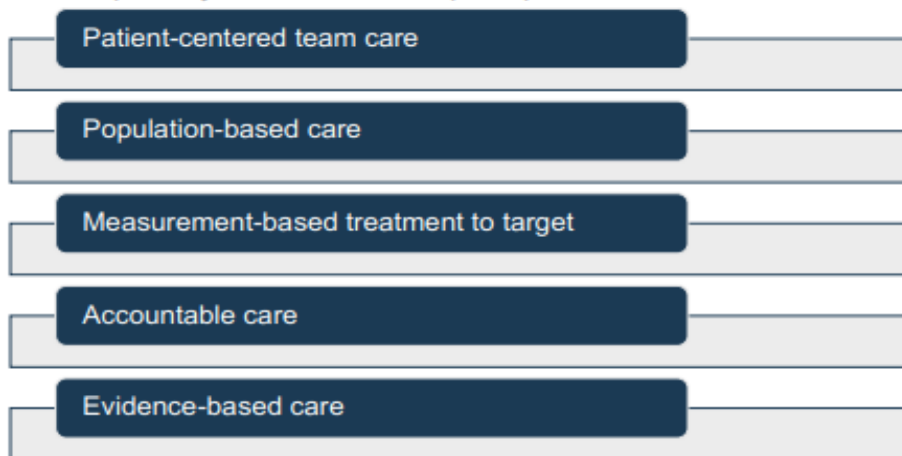 Patient-centered team care
Population-based care
Measurement-based treatment to target
Accountable care
Evidence-based care